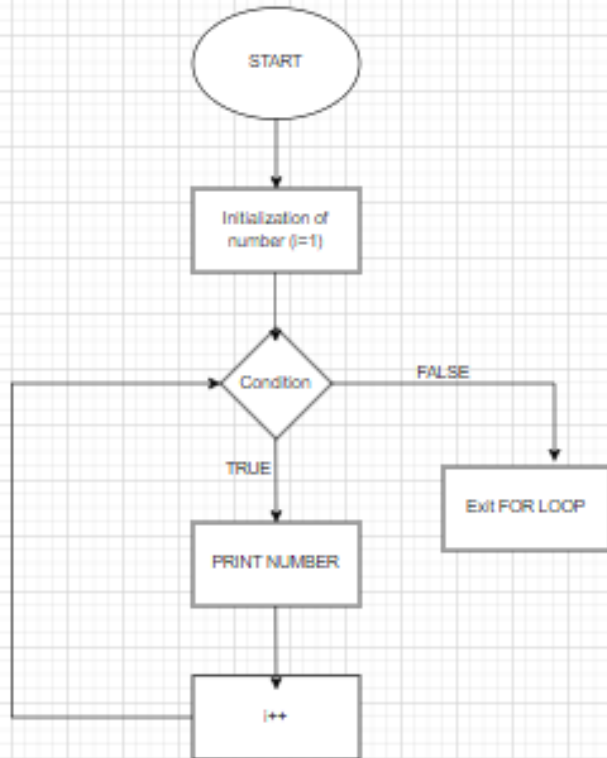 START
Initialization of
number (i=1)
Condition
FALSE
TRUE
Exit FOR LOOP
PRINT NUMBER
i++